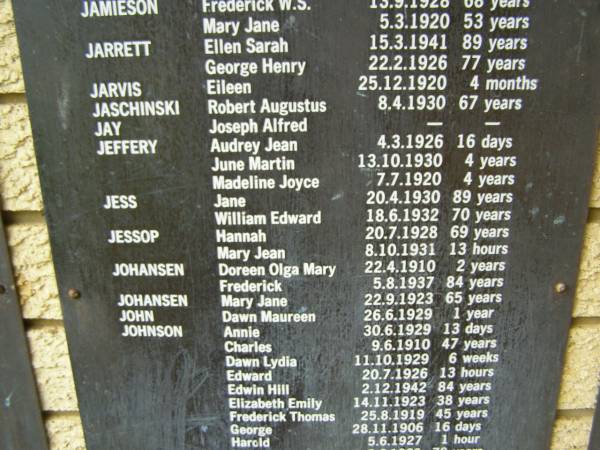 JAMIESON Frederick W.S. 13.9.1928 68 years
Mary Jane 5.3.1920 53 years
JARRETT Ellen Sarah 15.3.1941 89 years
George Henry 22.2.1926 77 years
JARVIS Eileen 25.12.1920 4 months
JASCHINSKI Robert Augustus 8.4.1930 67 years
JAY Joseph Alfred — —
JEFFERY Audrey Jean 4.3.1926 16 days
June Martin 13.10.1930 4 years
Madeline Joyce 7.7.1920 4 years
JESS Jane 20.4.1930 89 years
William Edward 18.6.1932 70 years
JESSOP Hannah 20.7.1928 69 years
Mary Jean 8.10.1931 13 hours
JOHANSEN Doreen Olga Mary 22.4.1910 2 years
Frederick 5.8.1937 84 years
JOHANSEN Mary Jane 22.9.1923 65 years
JOHN Dawn Maureen 26.6.1929 1 year
JOHNSON Annie 30.6.1929 13 days
Charles 9.6.1910 47 years
Dawn Lydia 11.10.1929 6 weeks
Edward 20.7.1926 13 hours
Edwin Hill 2.12.1942 84 years
Elizabeth Emily 14.11.1923 38 years
Frederick Thomas 25.8.1919 45 years
George 28.11.1906 16 days
Harold 5.6.1927 1 hour
years